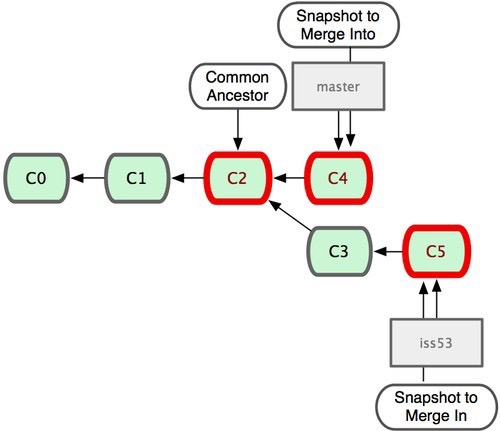 Snapshot to
Merge Into
Common
Ancestor
master
C0
C1
C2
C4
C3
C5
iss53
Snapshot to
Merge In